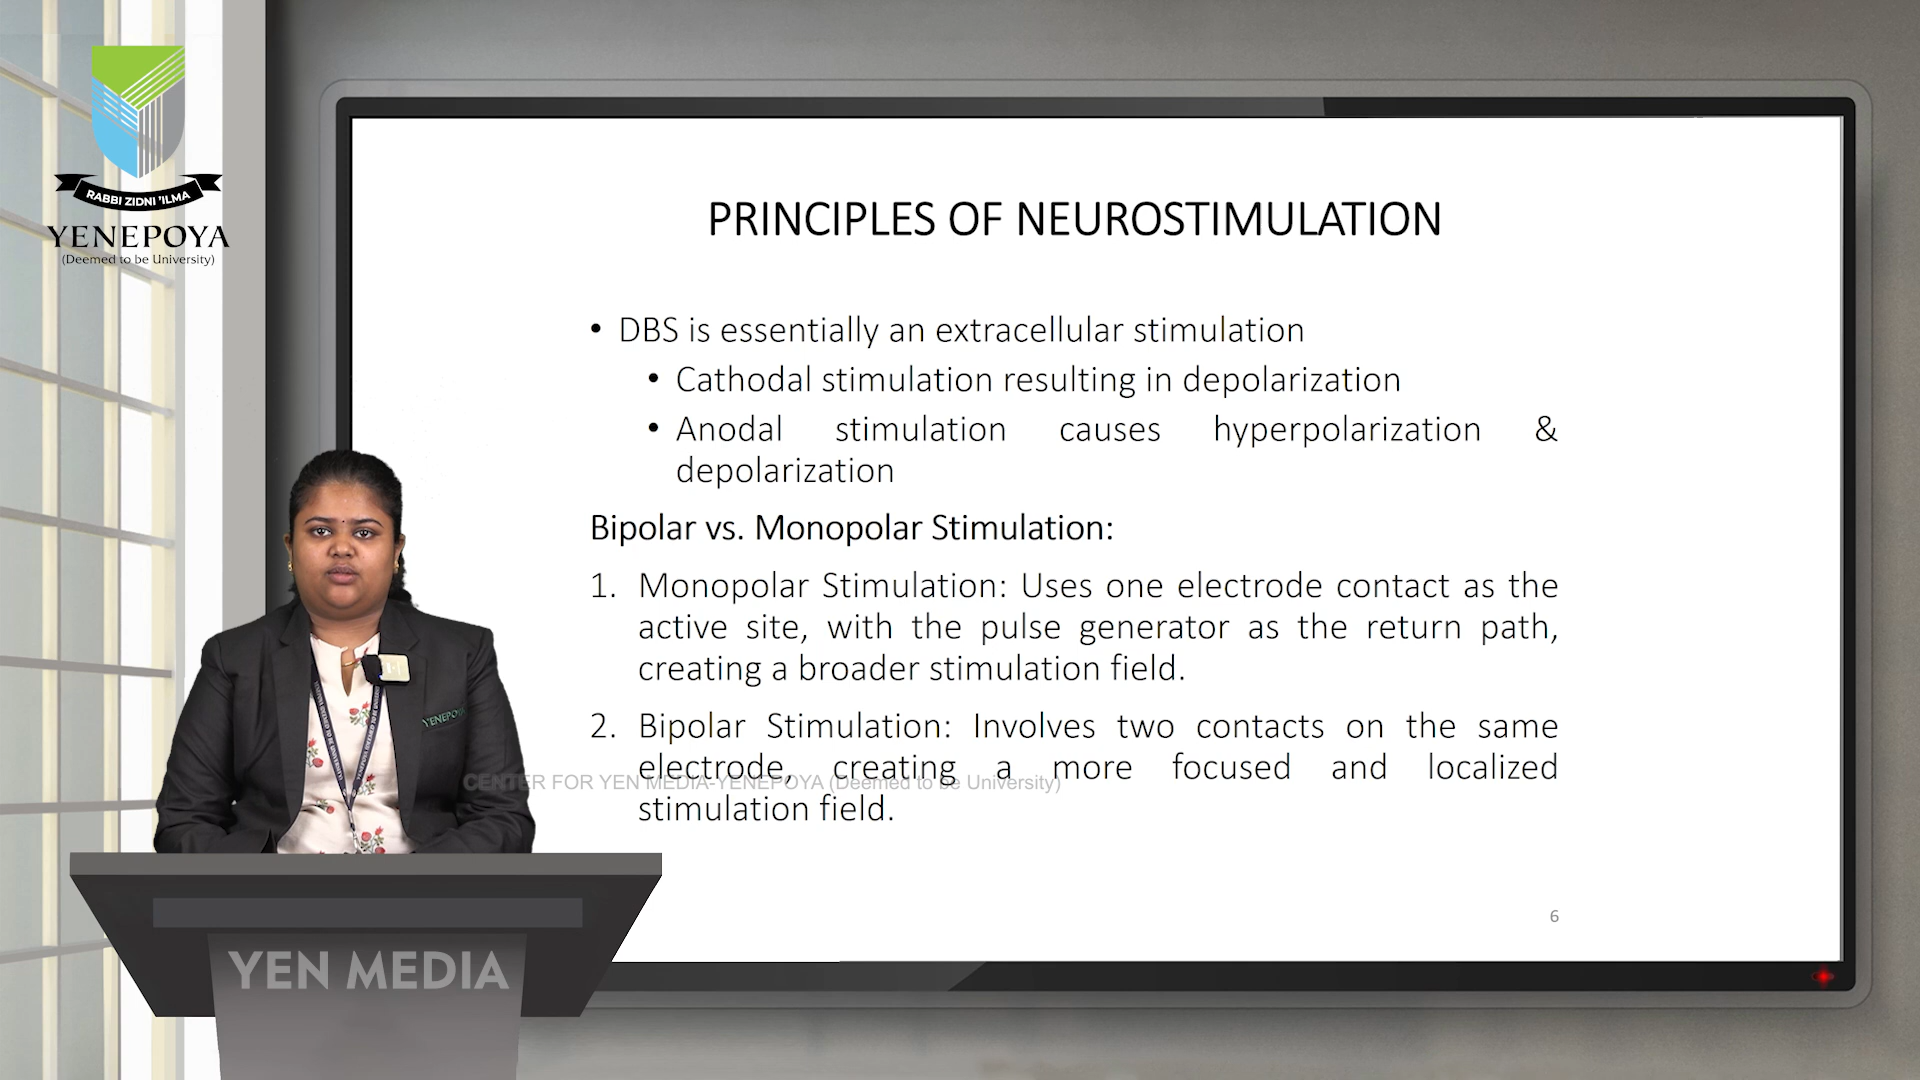 RABBI ZIDNI 'ILMA
YENEPOYA
(Deemed to be University)
PRINCIPLES OF NEUROSTIMULATION
• DBS is essentially an extracellular stimulation
• Cathodal stimulation resulting in depolarization
• Anodal stimulation causes hyperpolarization &
depolarization
Bipolar vs. Monopolar Stimulation:
1. Monopolar Stimulation: Uses one electrode contact as the
active site, with the pulse generator as the return path,
creating a broader stimulation field.
2. Bipolar Stimulation: Involves two contacts on the same
electrode, creating a more focused and localized
stimulation field.
CENTER FOR YEN MEDIA-YENEPOYA (Deemed to be University)
6
YENEPOYA
YEN MEDIA